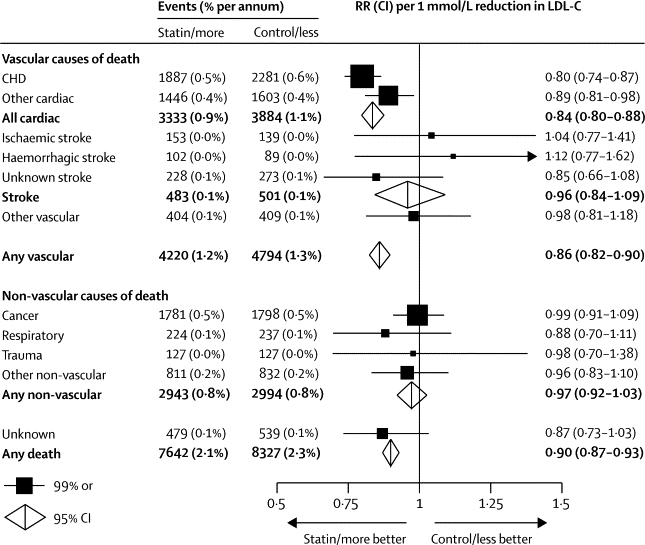 Events (% per annum) RR (CI) per 1 mmol/L reduction in LDL-C
Statin/more Control/less
Vascular causes of death
CHD 1887 (0·5%) 2281 (0·6%) 0·80 (0·74–0·87)
Other cardiac 1446 (0·4%) 1603 (0·4%) 0·89 (0·81–0·98)
All cardiac 3333 (0·9%) 3884 (1·1%) 0·84 (0·80–0·88)
Ischaemic stroke 153 (0·0%) 139 (0·0%) 1·04 (0·77–1·41)
Haemorrhagic stroke 102 (0·0%) 89 (0·0%) 1·12 (0·77–1·62)
Unknown stroke 228 (0·1%) 273 (0·1%) 0·85 (0·66–1·08)
Stroke 483 (0·1%) 501 (0·1%) 0·96 (0·84–1·09)
Other vascular 404 (0·1%) 409 (0·1%) 0·98 (0·81–1·18)
Any vascular 4220 (1·2%) 4794 (1·3%) 0·86 (0·82–0·90)
Non-vascular causes of death
Cancer 1781 (0·5%) 1798 (0·5%) 0·99 (0·91–1·09)
Respiratory 224 (0·1%) 237 (0·1%) 0·88 (0·70–1·11)
Trauma 127 (0·0%) 127 (0·0%) 0·98 (0·70–1·38)
Other non-vascular 811 (0·2%) 832 (0·2%) 0·96 (0·83–1·10)
Any non-vascular 2943 (0·8%) 2994 (0·8%) 0·97 (0·92–1·03)
Unknown 479 (0·1%) 539 (0·1%) 0·87 (0·73–1·03)
Any death 7642 (2·1%) 8327 (2·3%) 0·90 (0·87–0·93)
99% or
95% CI
0·5 0·75 1 1·25 1·5
Statin/more better Control/less better